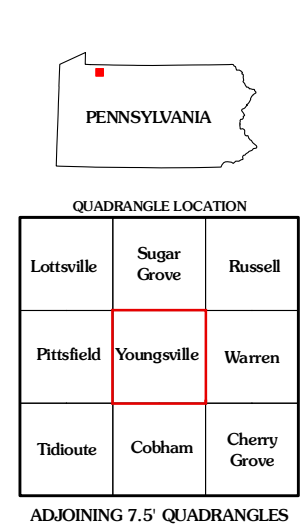 PENNSYLVANIA
QUADRANGLE LOCATION
Lottsville
Sugar
Grove
Russell
Pittsfield
Youngsville
Warren
Tidioute
Cobham
Cherry
Grove
ADJOINING 7.5' QUADRANGLES